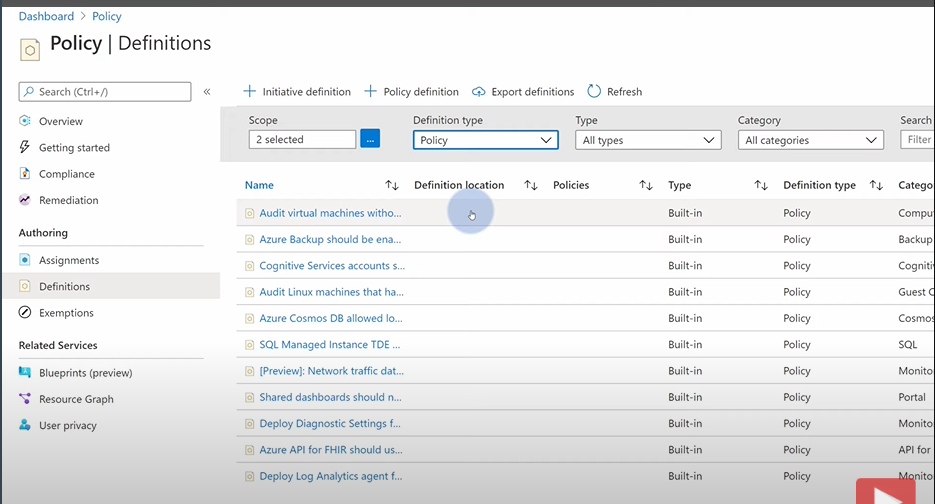 Dashboard > Policy
Policy | Definitions
Search (Ctrl+/)
«
Overview
Getting started
Compliance
Remediation
Authoring
Assignments
Definitions
Exemptions
Related Services
Blueprints (preview)
Resource Graph
User privacy
+ Initiative definition + Policy definition Export definitions Refresh
Scope Definition type Type Category Search
2 selected ... Policy All types All categories Filter
Name Definition location Policies Type Definition type Catego
Audit virtual machines witho... Built-in Policy Compu
Azure Backup should be ena... Built-in Policy Backup
Cognitive Services accounts s... Built-in Policy Cogniti
Audit Linux machines that ha... Built-in Policy Guest C
Azure Cosmos DB allowed lo... Built-in Policy Cosmos
SQL Managed Instance TDE ... Built-in Policy SQL
[Preview]: Network traffic dat... Built-in Policy Monito
Shared dashboards should n... Built-in Policy Portal
Deploy Diagnostic Settings f... Built-in Policy Monito
Azure API for FHIR should us... Built-in Policy API for
Deploy Log Analytics agent f... Built-in Policy Monito